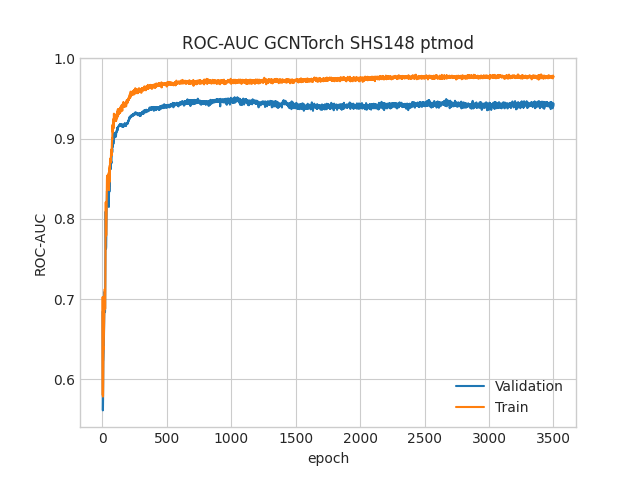 ROC-AUC GCNTorch SHS148 ptmod
1.0
0.9
0.8
0.7
0.6
ROC-AUC
Validation
Train
0 500 1000 1500 2000 2500 3000 3500
epoch